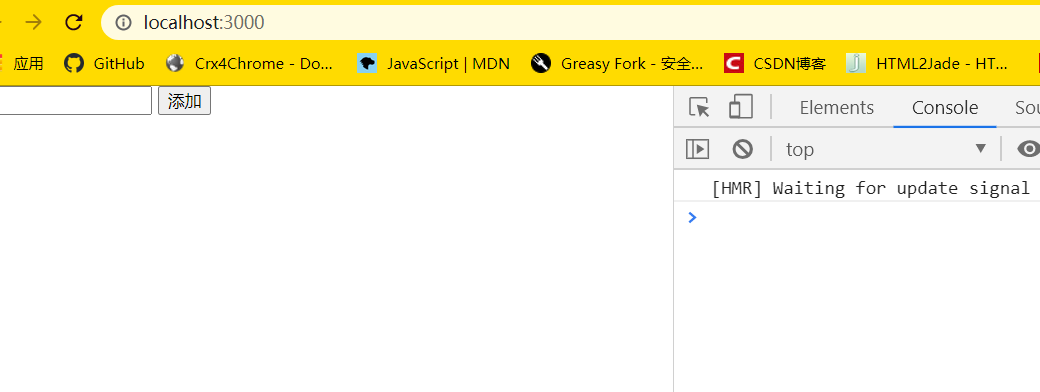 localhost:3000
应用 GitHub Crx4Chrome - Do... JavaScript | MDN Greasy Fork - 安全... CSDN博客 HTML2Jade - HT...
添加
Elements Console Sou
top
[HMR] Waiting for update signal